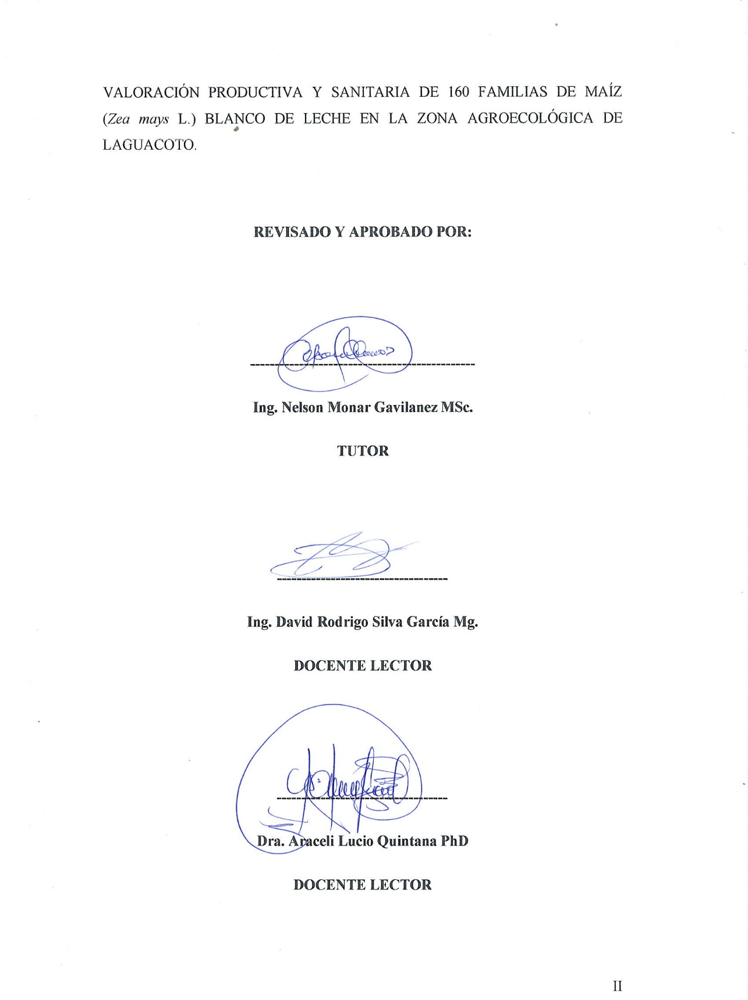 VALORACIÓN PRODUCTIVA Y SANITARIA DE 160 FAMILIAS DE MAÍZ
(Zea mays L.) BLANCO DE LECHE EN LA ZONA AGROECOLÓGICA DE
LAGUACOTO.
REVISADO Y APROBADO POR:
Ing. Nelson Monar Gavilanez MSc.
TUTOR
Ing. David Rodrigo Silva García Mg.
DOCENTE LECTOR
Dra. Araceli Lucio Quintana PhD
DOCENTE LECTOR
II